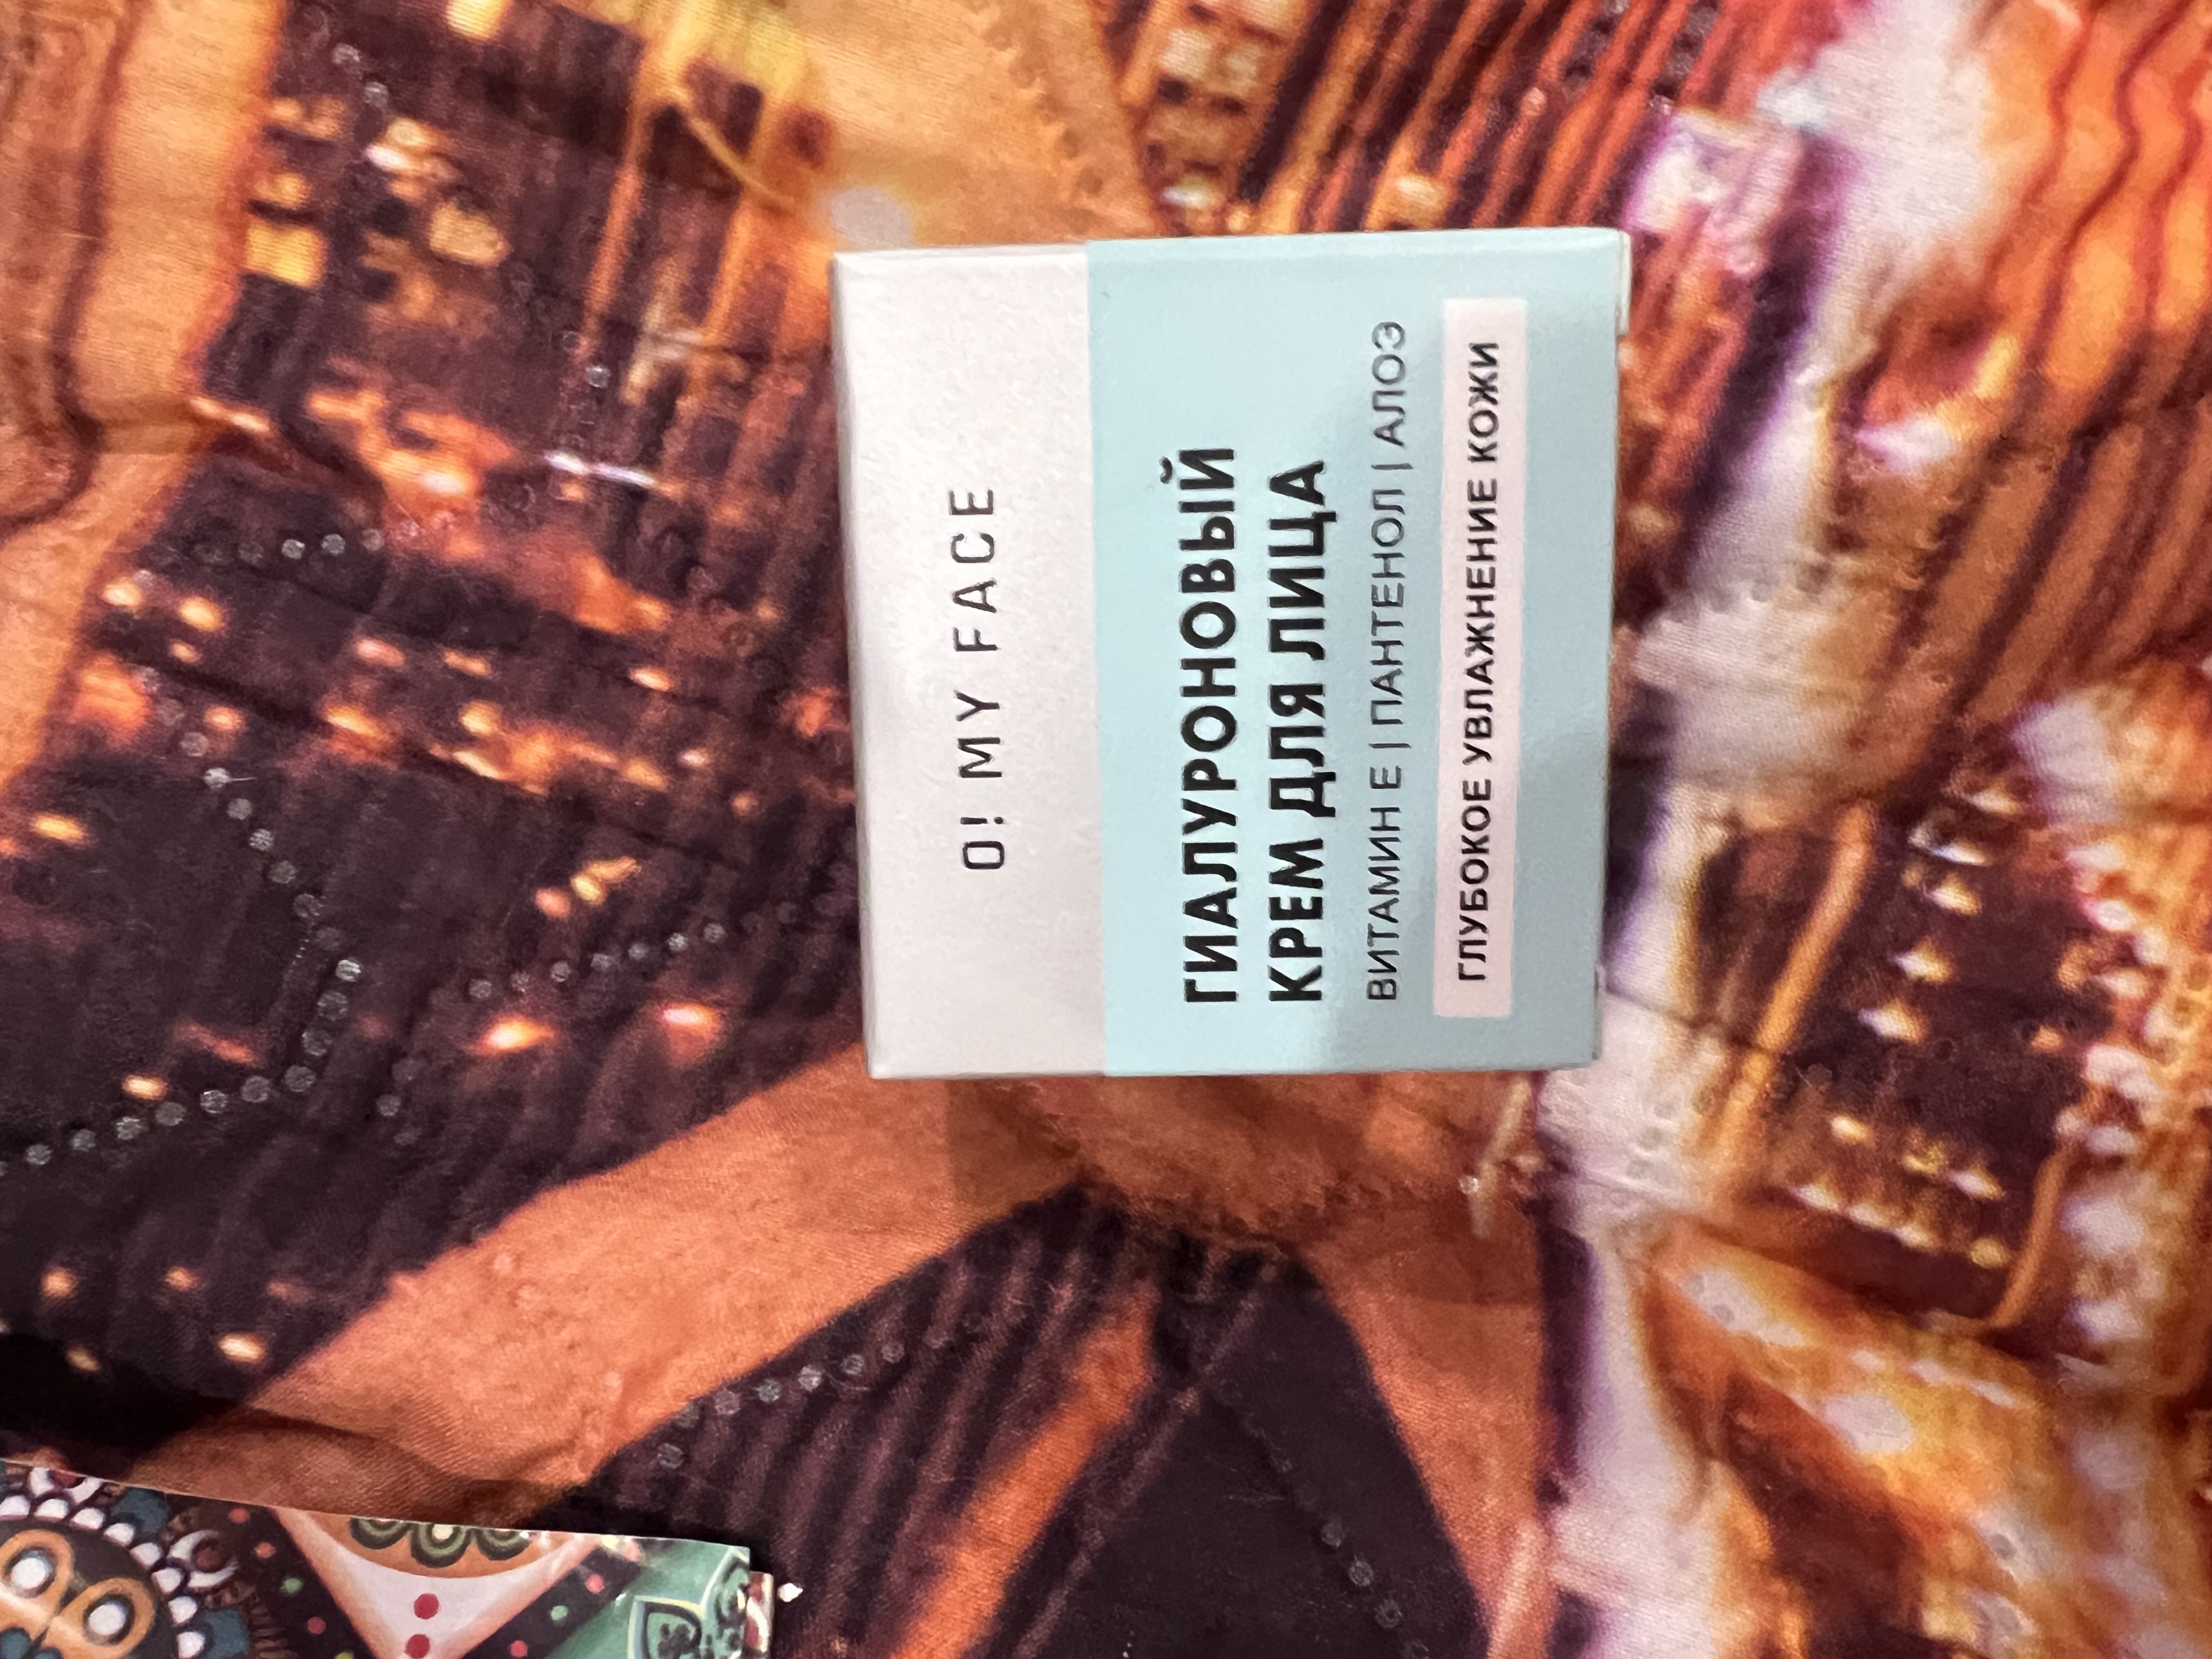 O! MY FACE
ГИАЛУРОНОВЫЙ
КРЕМ ДЛЯ ЛИЦА
ВИТАМИН Е | ПАНТЕНОЛ | АЛОЭ
ГЛУБОКОЕ УВЛАЖНЕНИЕ КОЖИ